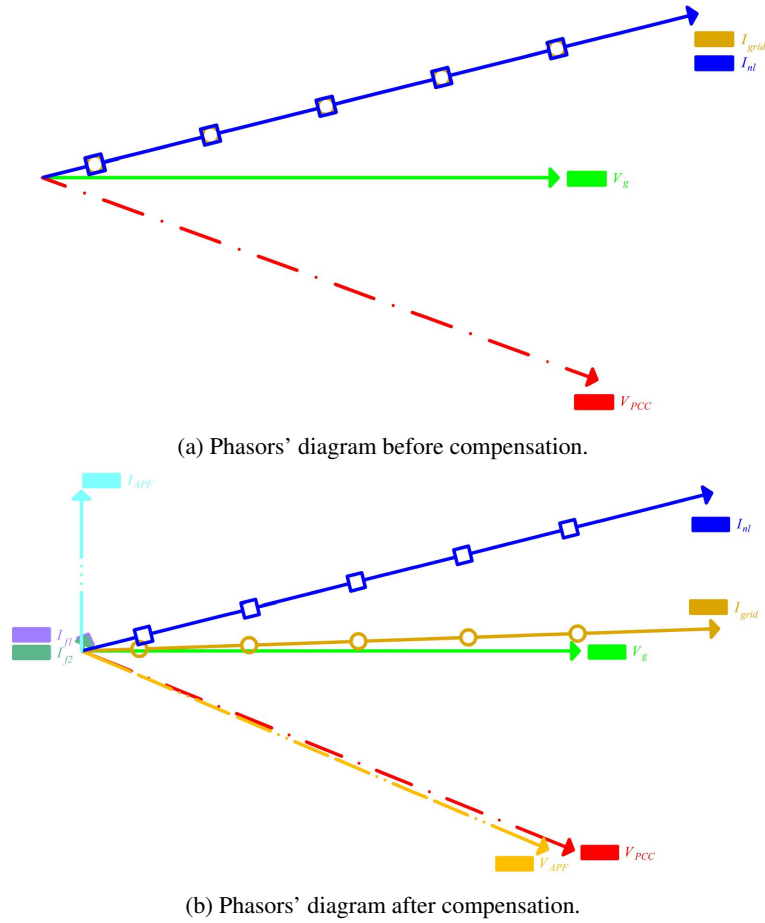 I_grid
I_nl
V_g
V_PCC
(a) Phasors' diagram before compensation.
I_APF
I_nl
I_grid
I_f1
I_f2
V_g
V_APF
V_PCC
(b) Phasors' diagram after compensation.